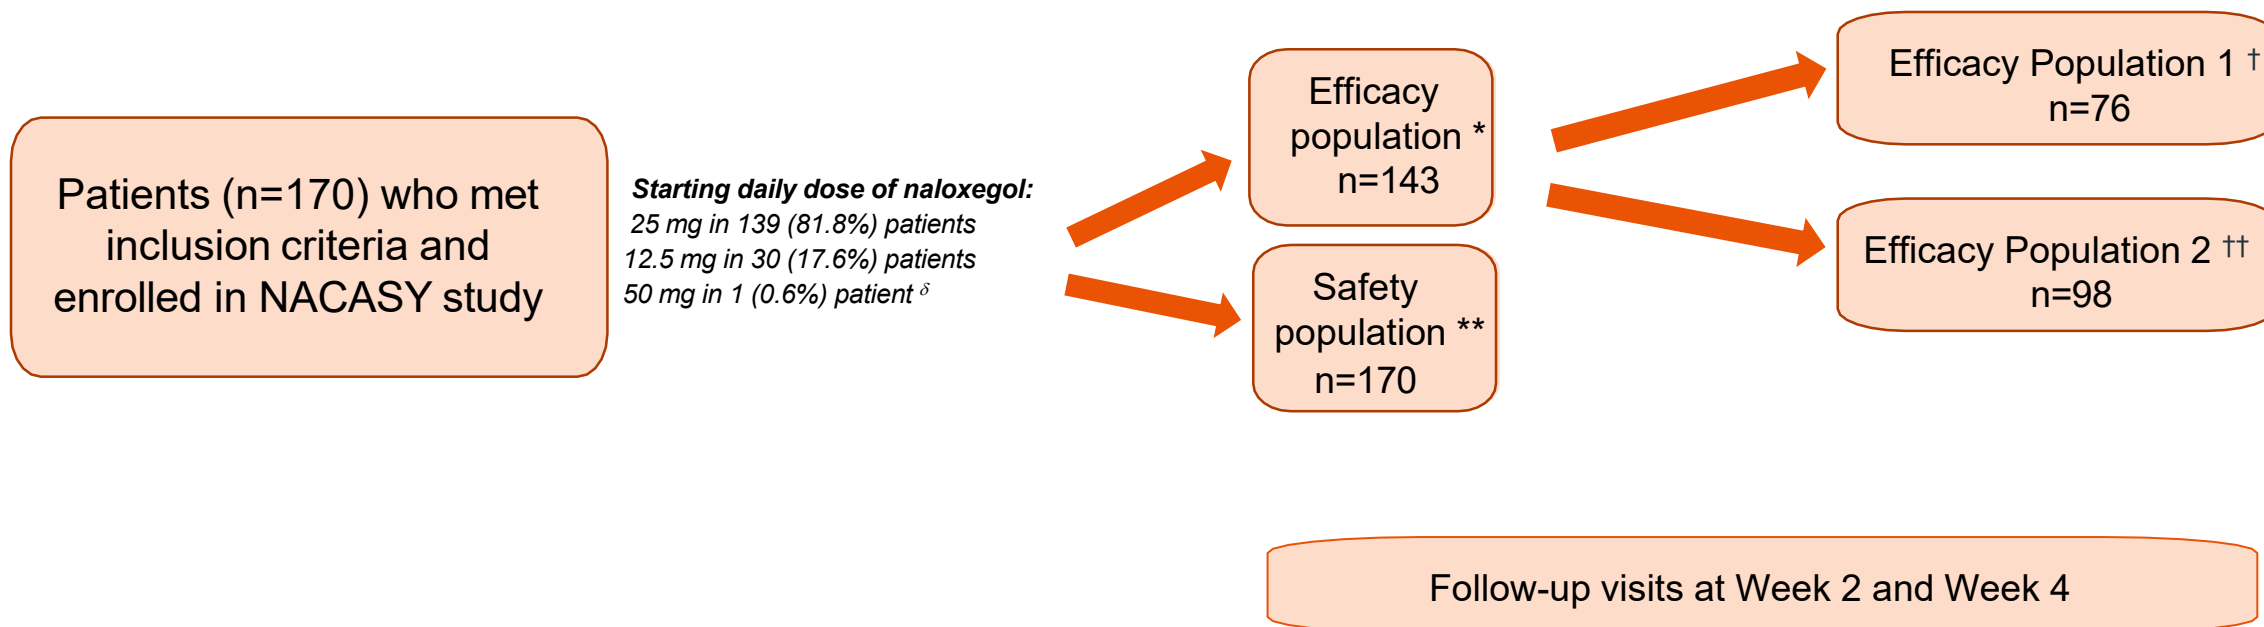 Patients (n=170) who met
inclusion criteria and
enrolled in NACASY study
Starting daily dose of naloxegol:
25 mg in 139 (81.8%) patients
12.5 mg in 30 (17.6%) patients
50 mg in 1 (0.6%) patient δ
Efficacy
population *
n=143
Safety
population **
n=170
Efficacy Population 1 †
n=76
Efficacy Population 2 ††
n=98
Follow-up visits at Week 2 and Week 4